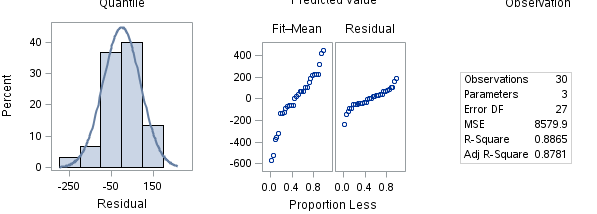 Quantile
Predicted Value
Observation
Fit–Mean
Residual
40
30
20
10
0
Percent
-250
-50
150
Residual
400
200
0
-200
-400
-600
0.0
0.4
0.8
0.0
0.4
0.8
Proportion Less
Observations 30
Parameters 3
Error DF 27
MSE 8579.9
R-Square 0.8865
Adj R-Square 0.8781